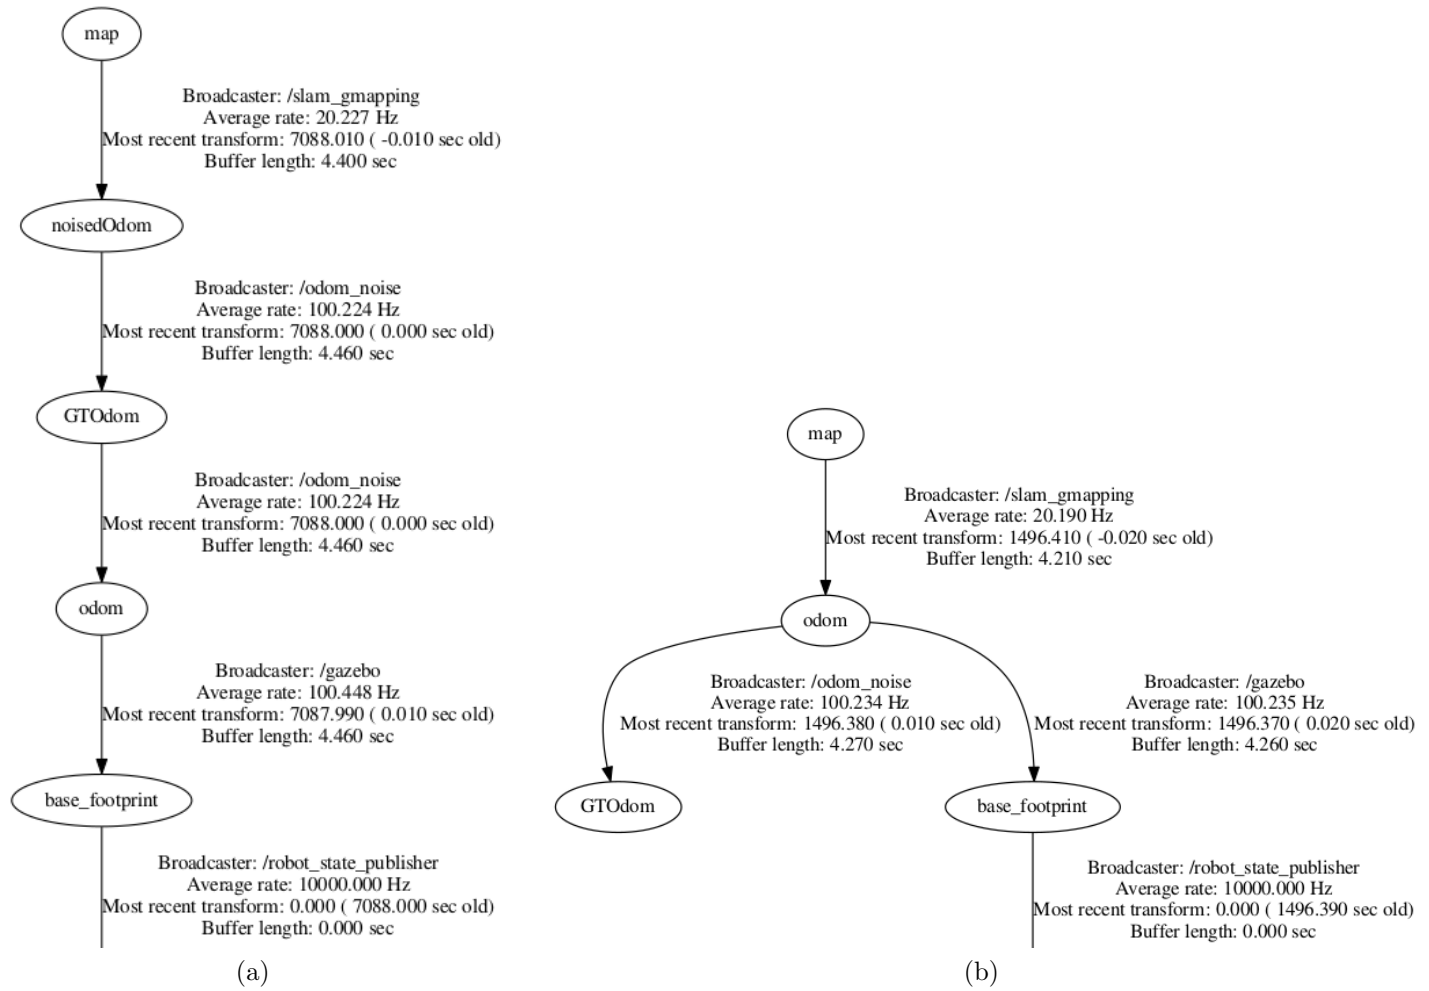 map
Broadcaster: /slam_gmapping
Average rate: 20.227 Hz
Most recent transform: 7088.010 ( -0.010 sec old)
Buffer length: 4.400 sec
noisedOdom
Broadcaster: /odom_noise
Average rate: 100.224 Hz
Most recent transform: 7088.000 ( 0.000 sec old)
Buffer length: 4.460 sec
GTOdom
Broadcaster: /odom_noise
Average rate: 100.224 Hz
Most recent transform: 7088.000 ( 0.000 sec old)
Buffer length: 4.460 sec
odom
Broadcaster: /gazebo
Average rate: 100.448 Hz
Most recent transform: 7087.990 ( 0.010 sec old)
Buffer length: 4.460 sec
base_footprint
Broadcaster: /robot_state_publisher
Average rate: 10000.000 Hz
Most recent transform: 0.000 ( 7088.000 sec old)
Buffer length: 0.000 sec
(a)
map
Broadcaster: /slam_gmapping
Average rate: 20.190 Hz
Most recent transform: 1496.410 ( -0.020 sec old)
Buffer length: 4.210 sec
odom
Broadcaster: /odom_noise
Average rate: 100.234 Hz
Most recent transform: 1496.380 ( 0.010 sec old)
Buffer length: 4.270 sec
Broadcaster: /gazebo
Average rate: 100.235 Hz
Most recent transform: 1496.370 ( 0.020 sec old)
Buffer length: 4.260 sec
GTOdom
base_footprint
Broadcaster: /robot_state_publisher
Average rate: 10000.000 Hz
Most recent transform: 0.000 ( 1496.390 sec old)
Buffer length: 0.000 sec
(b)